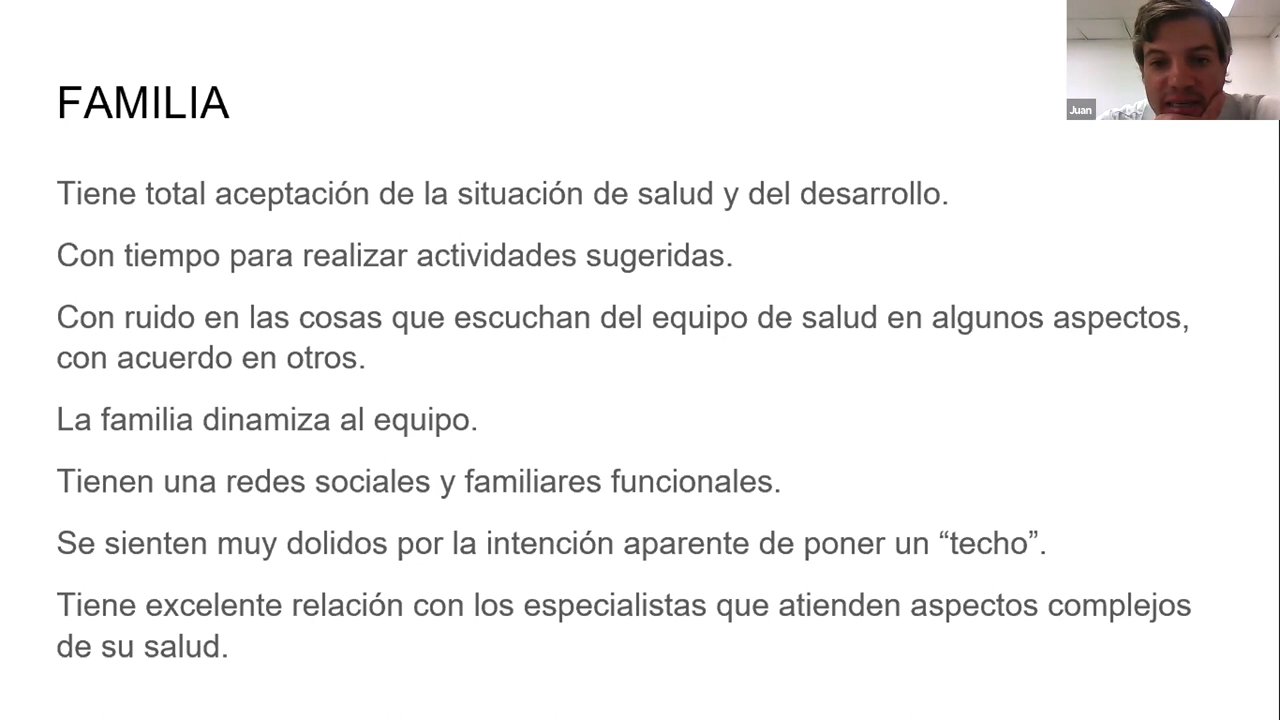 FAMILIA
Juan
Tiene total aceptación de la situación de salud y del desarrollo.
Con tiempo para realizar actividades sugeridas.
Con ruido en las cosas que escuchan del equipo de salud en algunos aspectos,
con acuerdo en otros.
La familia dinamiza al equipo.
Tienen una redes sociales y familiares funcionales.
Se sienten muy dolidos por la intención aparente de poner un “techo”.
Tiene excelente relación con los especialistas que atienden aspectos complejos
de su salud.